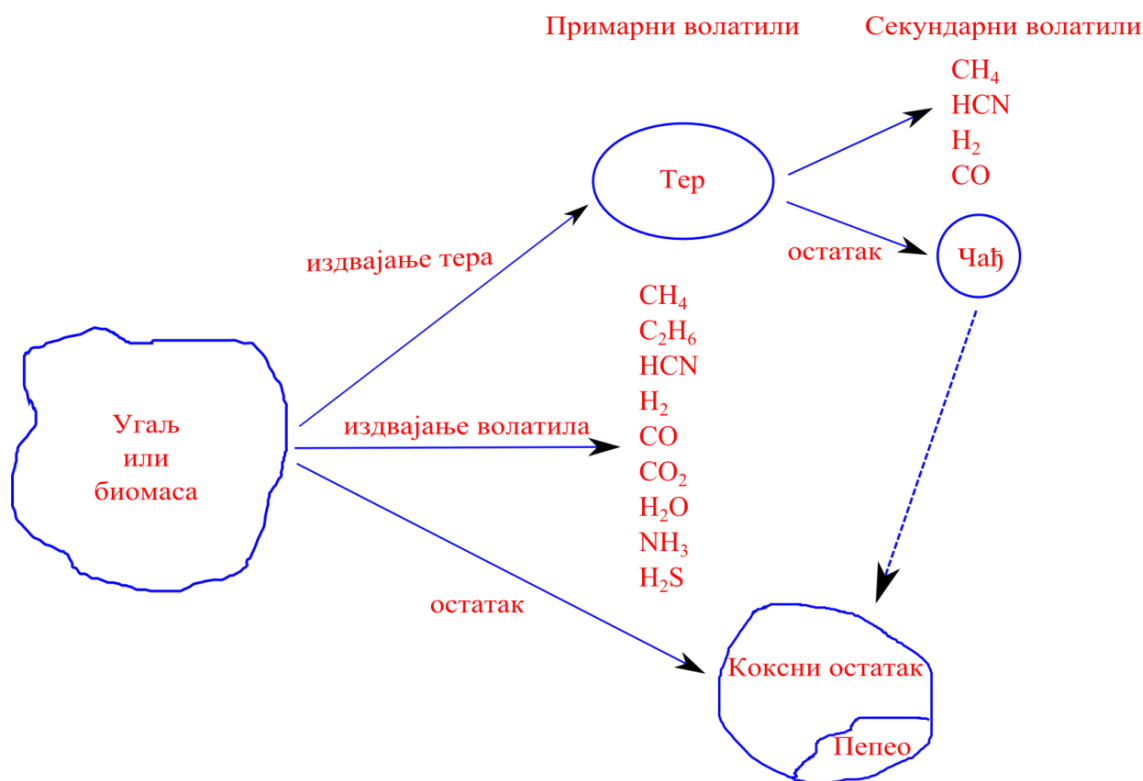 Примарни волатили
Секундарни волатили
CH₄
HCN
H₂
CO
Тер
остатак
Чађ
издвајање тера
CH₄
C₂H₆
HCN
H₂
CO
CO₂
H₂O
NH₃
H₂S
Угаљ
или
биомаса
издвајање волатила
остатак
Коксни остатак
Пепео